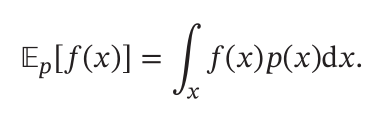 𝔼ₚ[f(x)] = ∫ₓ f(x)p(x)dx.